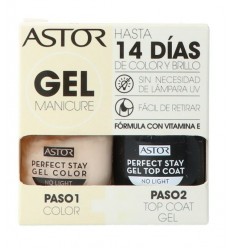 ASTOR
GEL
MANICURE
HASTA
14 DÍAS
DE COLOR Y BRILLO
SIN NECESIDAD
DE LÁMPARA UV
FÁCIL DE RETIRAR
FÓRMULA CON VITAMINA E
ASTOR
PERFECT STAY
GEL COLOR
NO LIGHT
PASO1
COLOR
ASTOR
PERFECT STAY
GEL TOP COAT
NO LIGHT
PASO2
TOP COAT
GEL